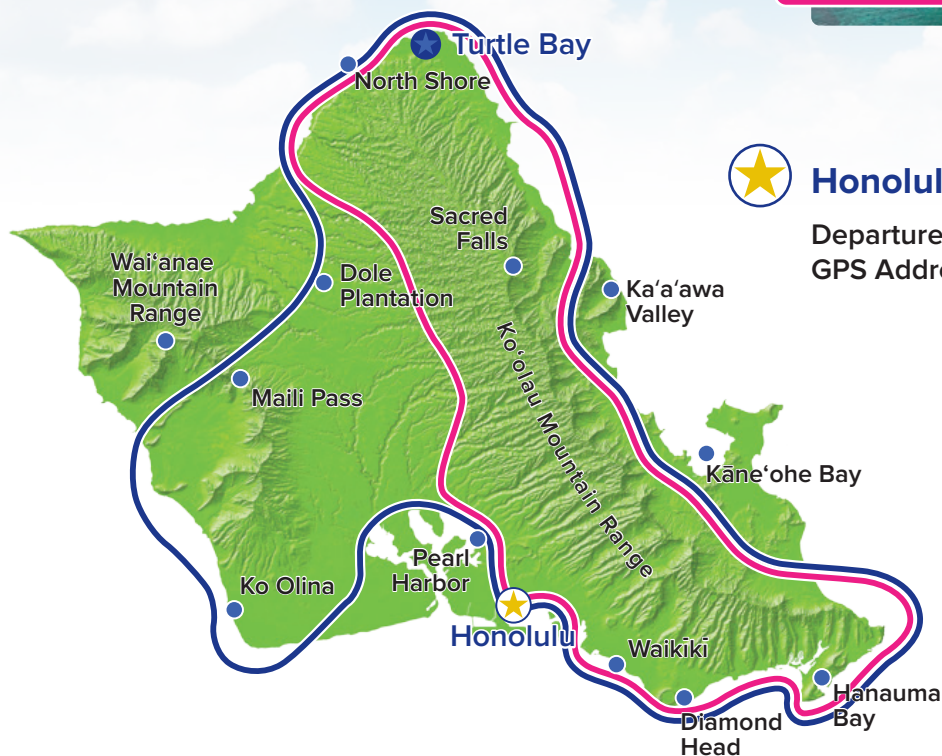 Turtle Bay
North Shore
Honolul
Departure
GPS Addre
Sacred
Falls
Wai‘anae
Mountain
Range
Dole
Plantation
Ka‘a‘awa
Valley
Ko‘olau Mountain Range
Maili Pass
Kāne‘ohe Bay
Pearl
Harbor
Ko Olina
Honolulu
Waikīkī
Hanauma
Bay
Diamond
Head